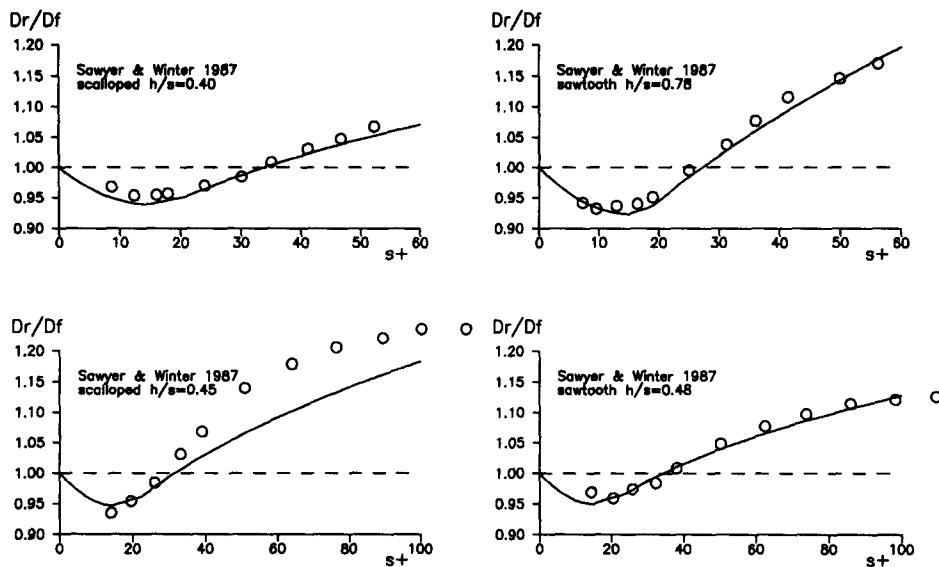 Dr/Df
1.20
1.15
1.10
1.05
1.00
0.95
0.90
Sawyer & Winter 1987
scalloped h/s=0.40
0 10 20 30 40 50 60
s+
Dr/Df
1.20
1.15
1.10
1.05
1.00
0.95
0.90
Sawyer & Winter 1987
sawtooth h/s=0.78
0 10 20 30 40 50 60
s+
Dr/Df
1.20
1.15
1.10
1.05
1.00
0.95
0.90
Sawyer & Winter 1987
scalloped h/s=0.45
0 20 40 60 80 100
s+
Dr/Df
1.20
1.15
1.10
1.05
1.00
0.95
0.90
Sawyer & Winter 1987
sawtooth h/s=0.48
0 20 40 60 80 100
s+